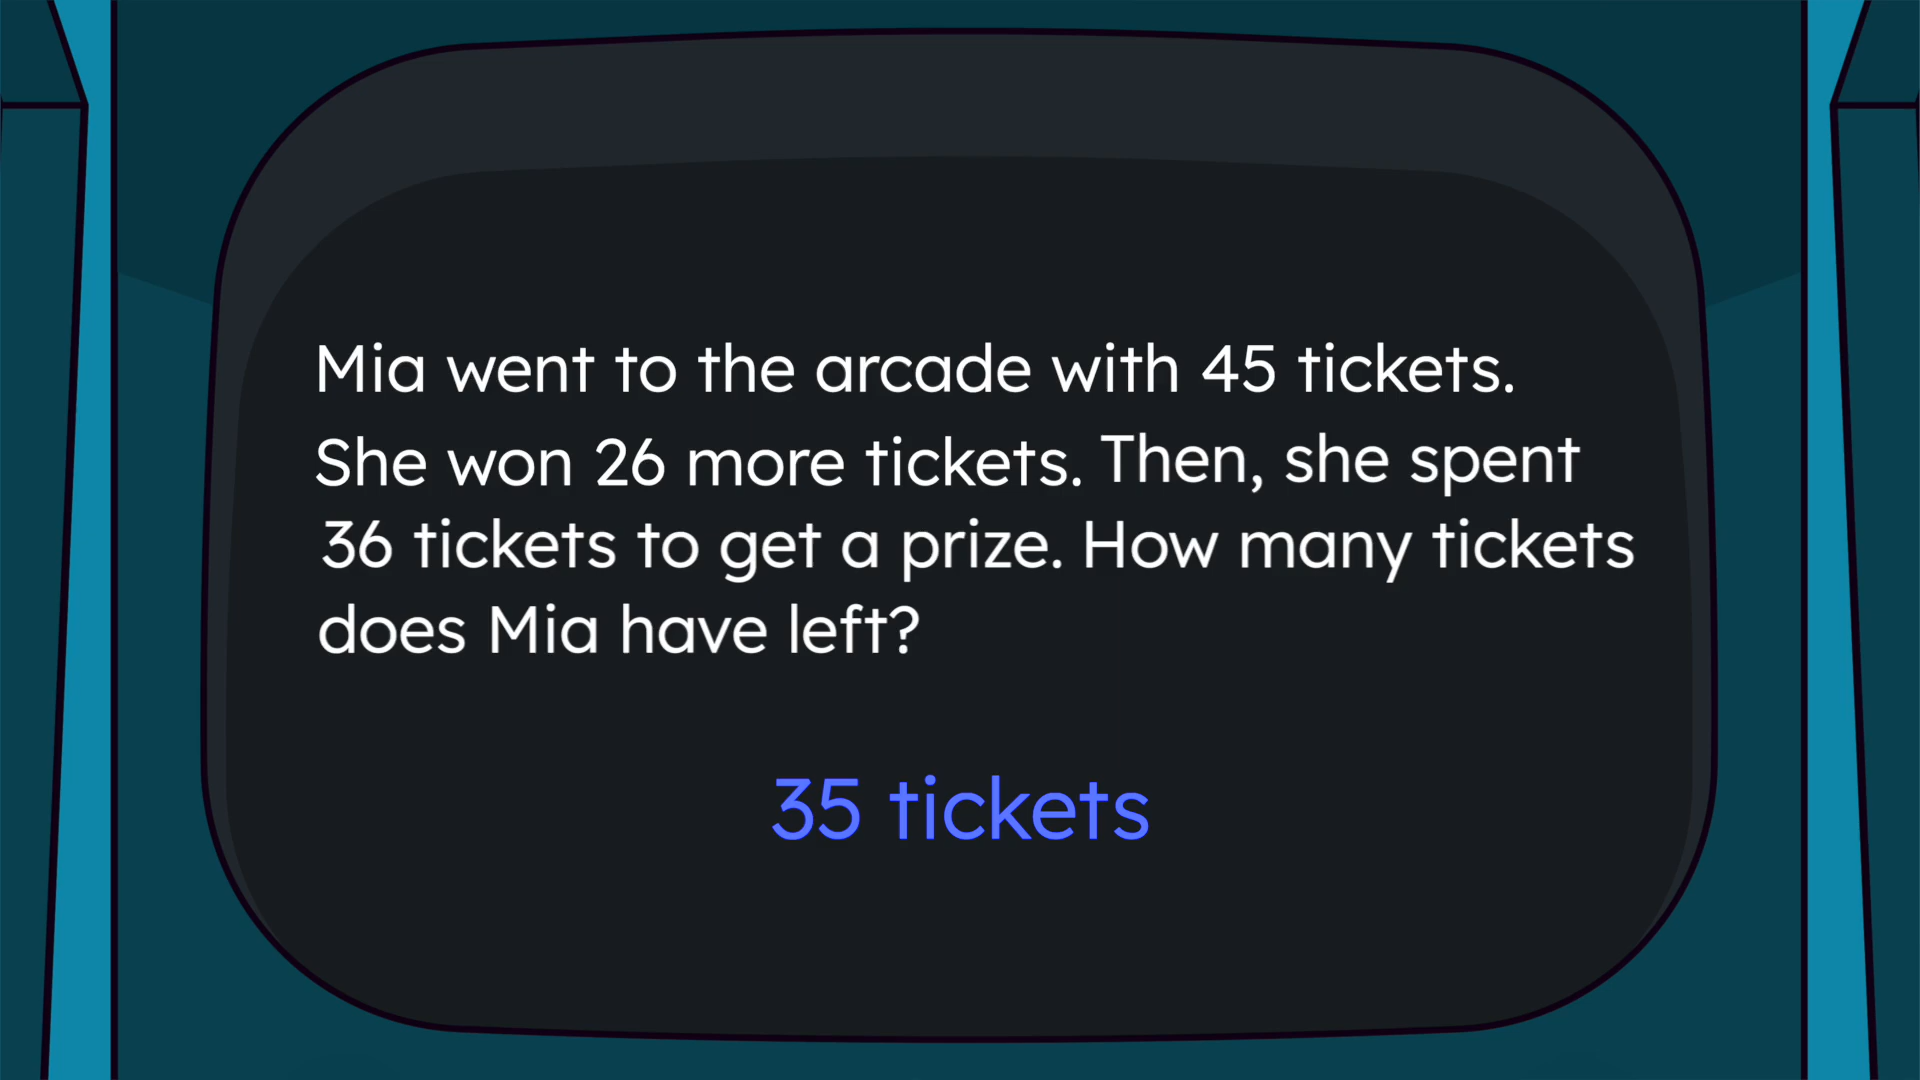 Mia went to the arcade with 45 tickets.
She won 26 more tickets. Then, she spent
36 tickets to get a prize. How many tickets
does Mia have left?
35 tickets